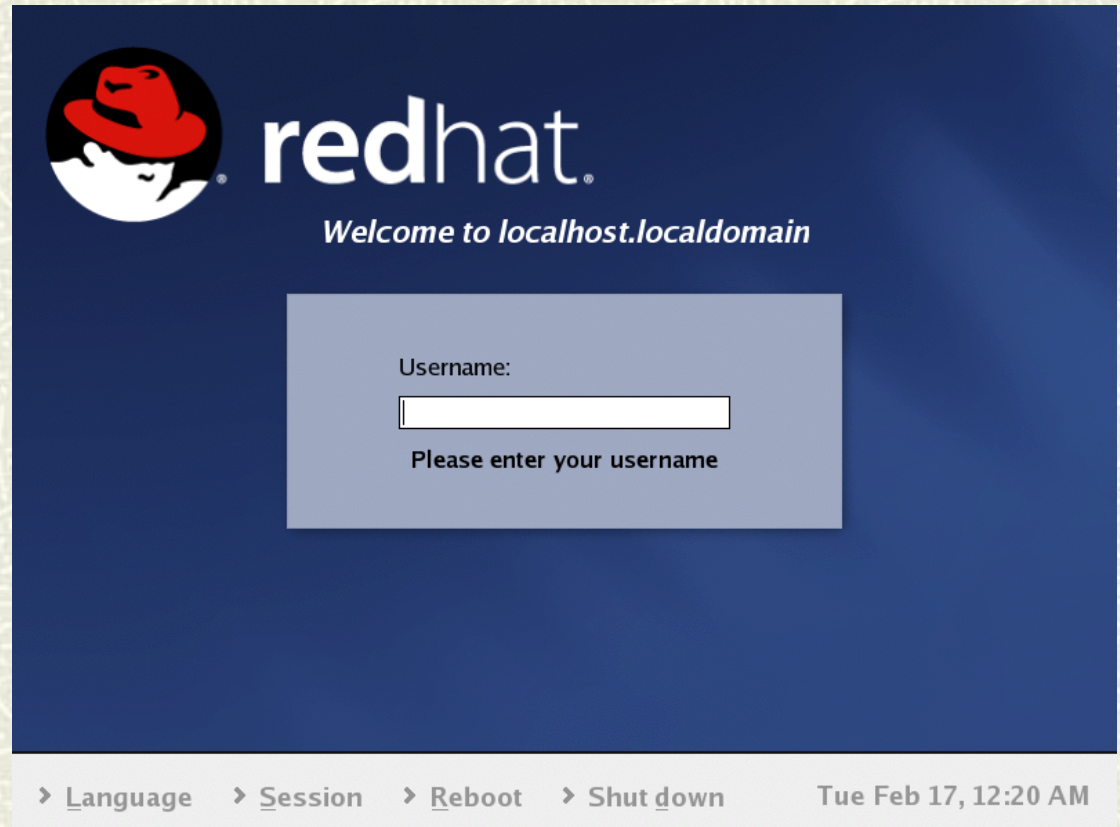 redhat.
Welcome to localhost.localdomain
Username:
Please enter your username
Language Session Reboot Shut down Tue Feb 17, 12:20 AM